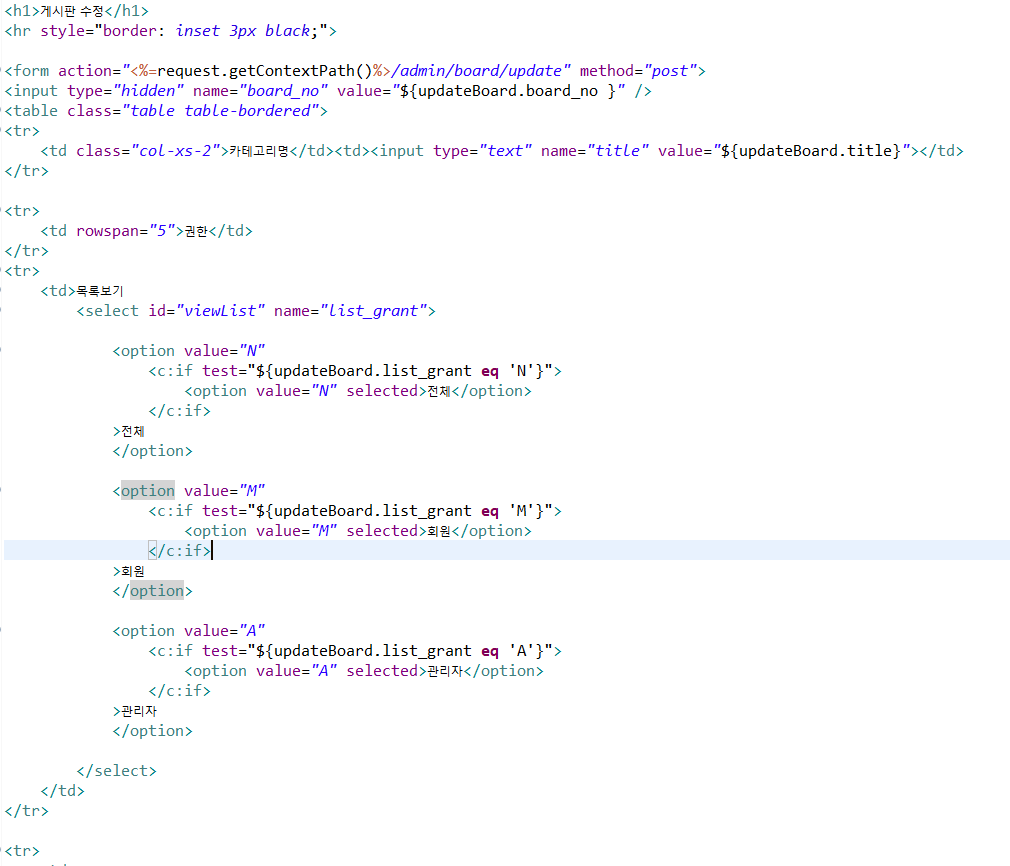 <h1>게시판 수정</h1>
<hr style="border: inset 3px black;">
<form action="<%=request.getContextPath()%>/admin/board/update" method="post">
<input type="hidden" name="board_no" value="${updateBoard.board_no }" />
<table class="table table-bordered">
<tr>
<td class="col-xs-2">카테고리명</td><td><input type="text" name="title" value="${updateBoard.title}"></td>
</tr>
<tr>
<td rowspan="5">권한</td>
</tr>
<tr>
<td>목록보기
<select id="viewList" name="list_grant">
<option value="N"
<c:if test="${updateBoard.list_grant eq 'N'}">
<option value="N" selected>전체</option>
</c:if>
>전체
</option>
<option value="M"
<c:if test="${updateBoard.list_grant eq 'M'}">
<option value="M" selected>회원</option>
</c:if>
>회원
</option>
<option value="A"
<c:if test="${updateBoard.list_grant eq 'A'}">
<option value="A" selected>관리자</option>
</c:if>
>관리자
</option>
</select>
</td>
</tr>
<tr>